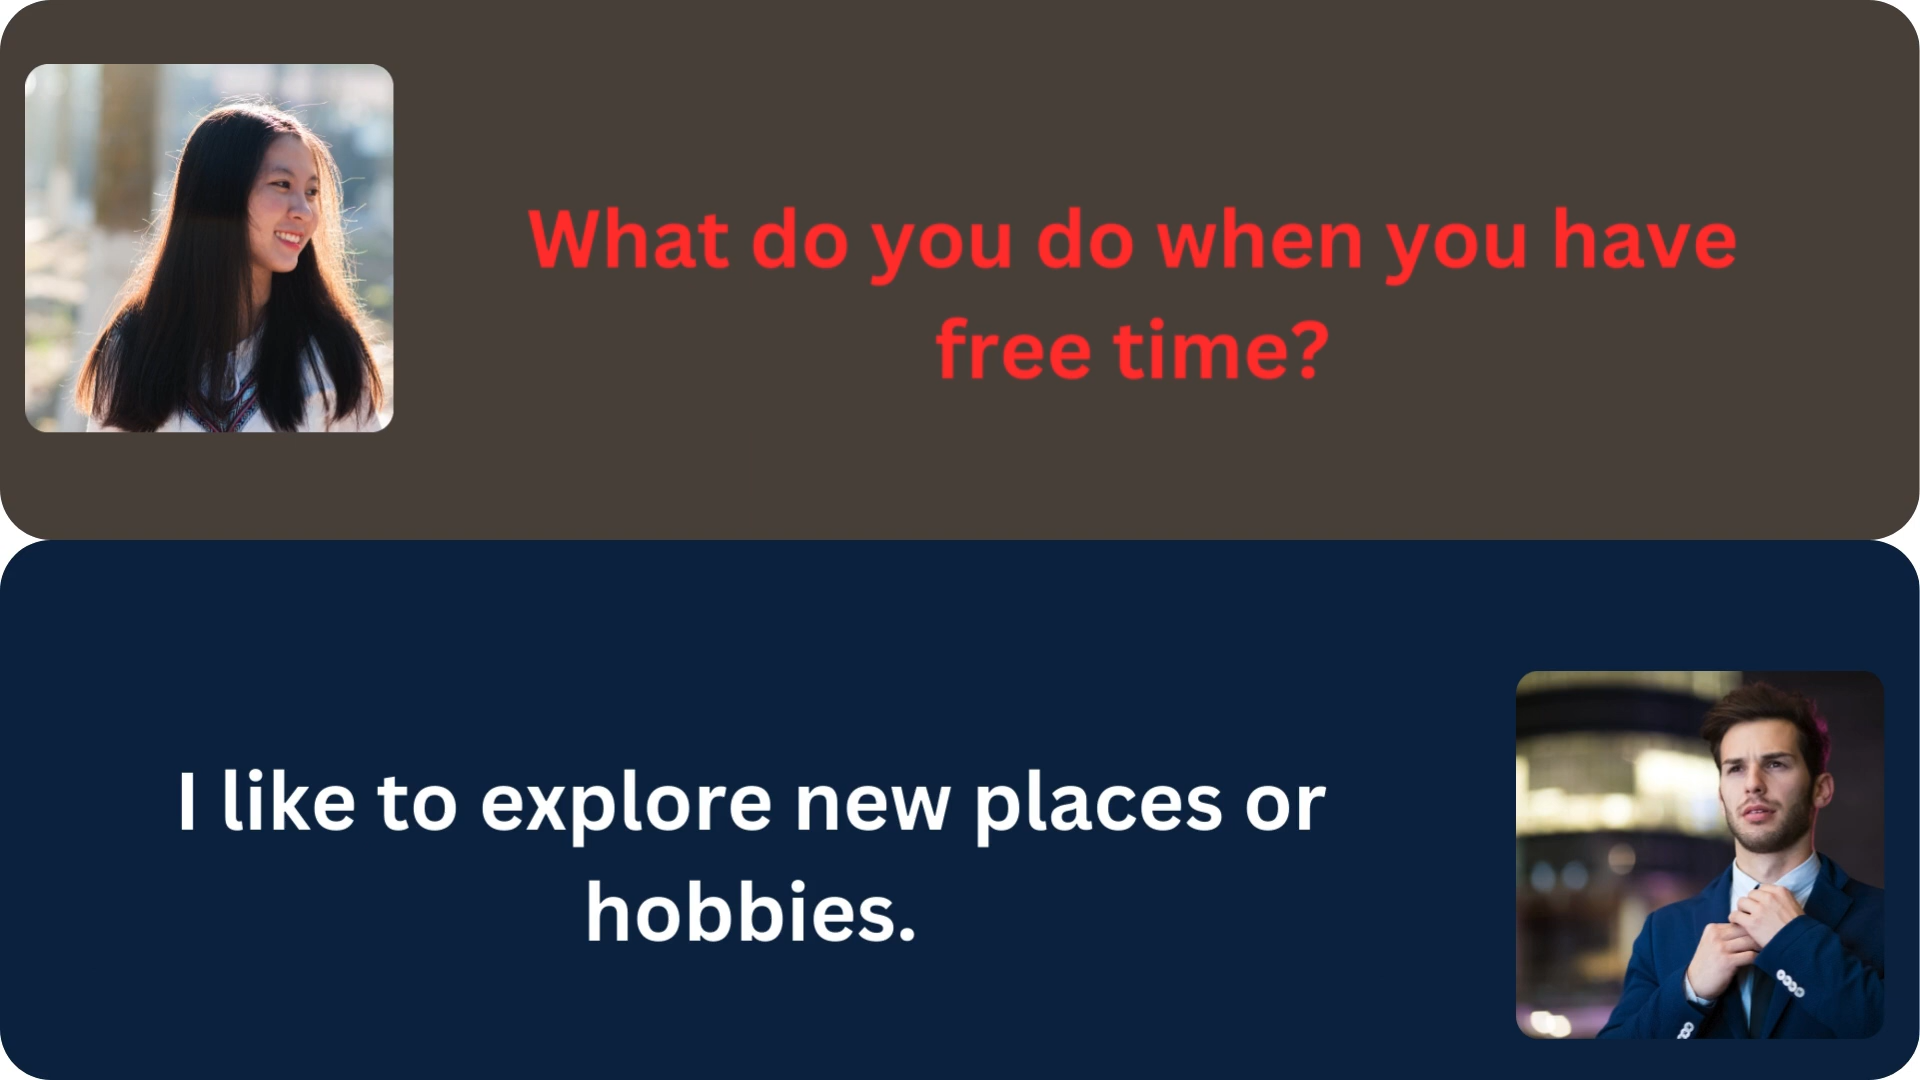 What do you do when you have
free time?
I like to explore new places or
hobbies.